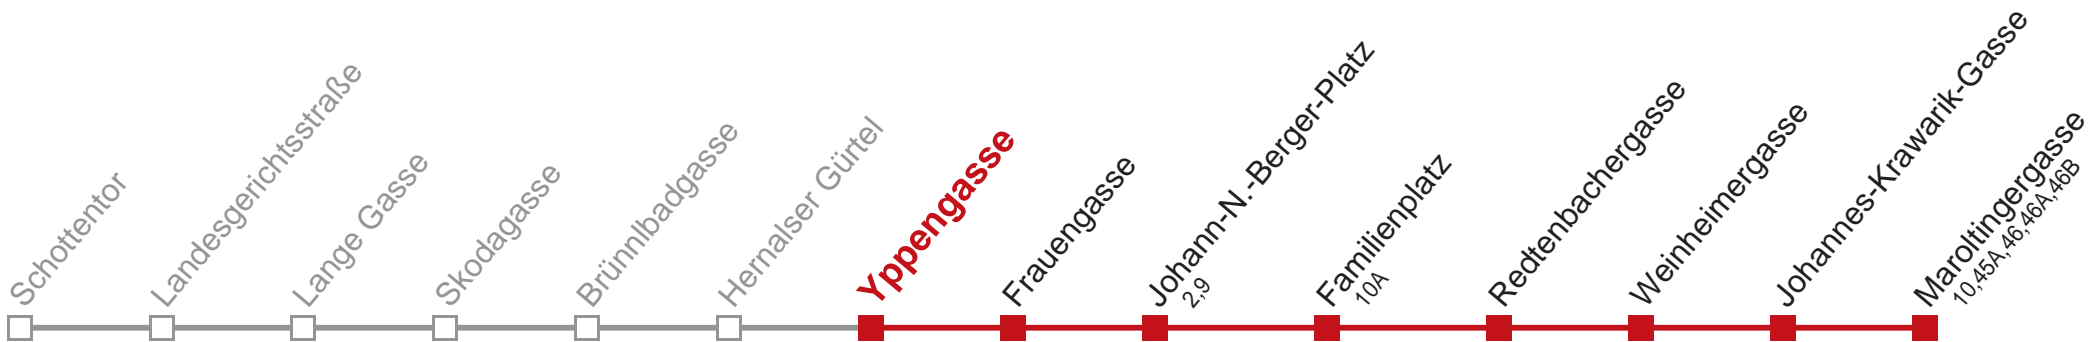 Schottentor
Landesgerichtsstraße
Lange Gasse
Skodagasse
Brünnlbadgasse
Hernalser Gürtel
Yppengasse
Frauengasse
Johann-N.-Berger-Platz
2,9
Familienplatz
10A
Redtenbachergasse
Weinheimergasse
Johannes-Krawarik-Gasse
Maroltingergasse
10,45A,46,46A,46B